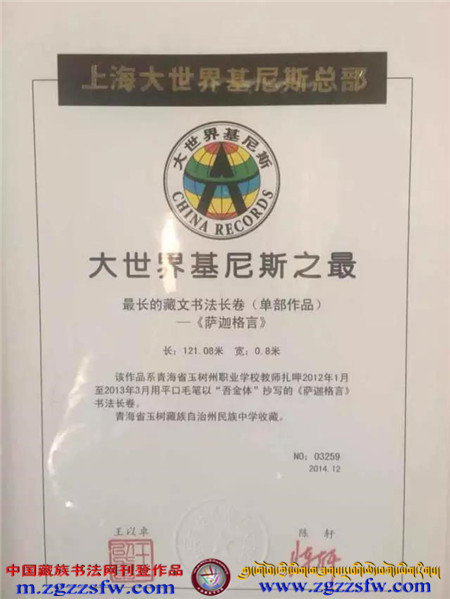 上海大世界基尼斯总部
大世界基尼斯
CHINA RECORDS
大世界基尼斯之最
最长的藏文书法长卷（单部作品）
—《萨迦格言》
长：121.08米 宽：0.8米
该作品系青海省玉树州职业学校教师扎呷2012年1月
至2013年3月用平口毛笔以“吾金体”抄写的《萨迦格言》
书法长卷。
青海省玉树藏族自治州民族中学收藏。
NO：03259
2014.12
王以卓
陈轩
中国藏族书法网刊登作品
m.zgzzsfw.com
www.zgzzsfw.com